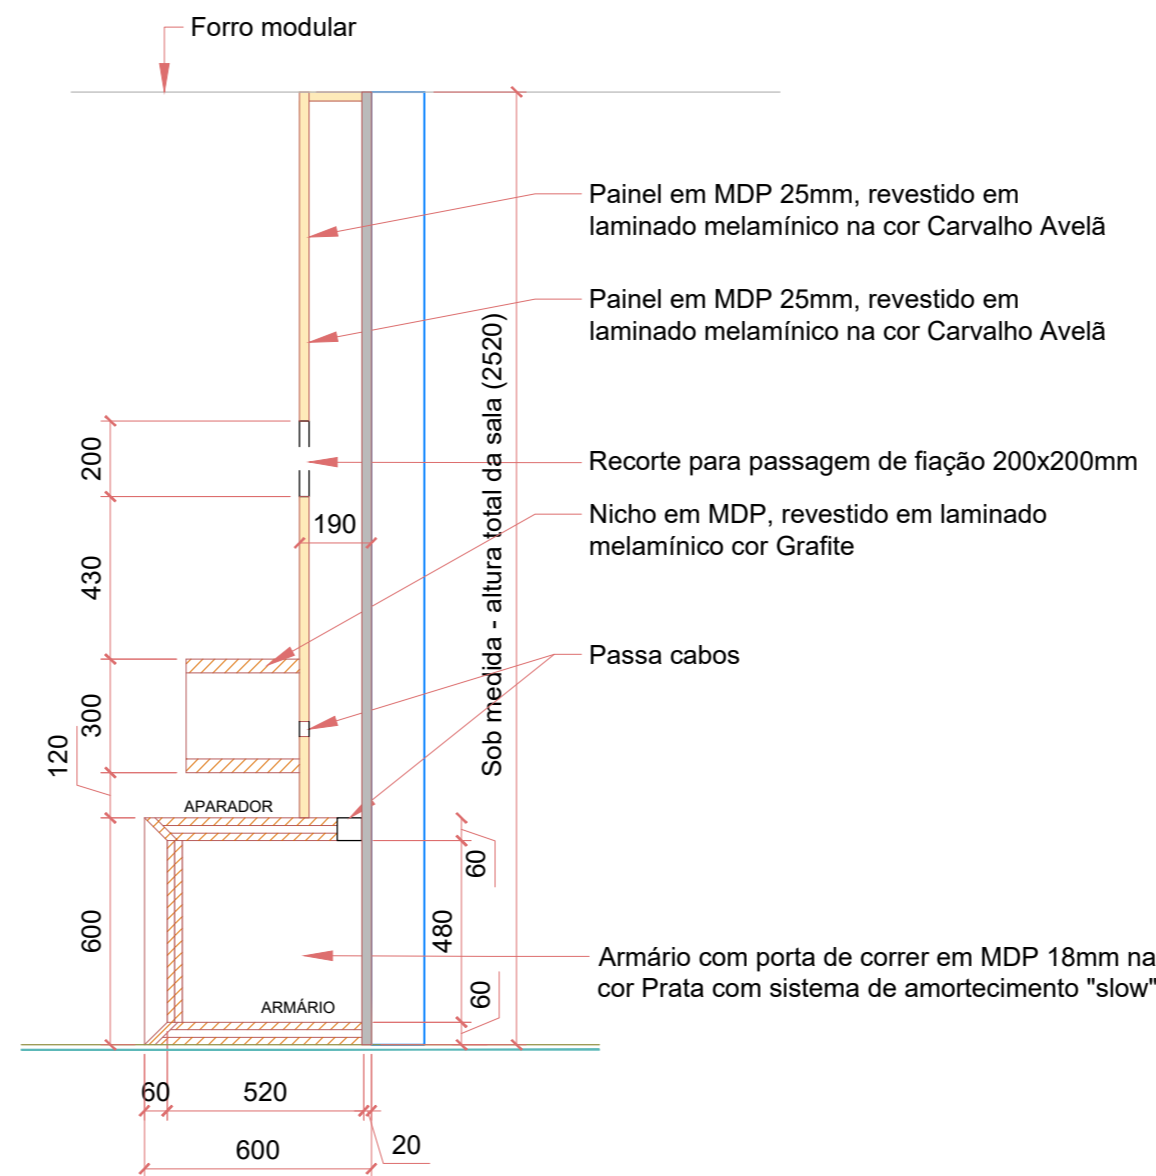 Forro modular
Painel em MDP 25mm, revestido em
laminado melamínico na cor Carvalho Avelã
Painel em MDP 25mm, revestido em
laminado melamínico na cor Carvalho Avelã
Sob medida - altura total da sala (2520)
200
Recorte para passagem de fiação 200x200mm
190
Nicho em MDP, revestido em laminado
melamínico cor Grafite
430
Passa cabos
300
120
APARADOR
60
600
480
Armário com porta de correr em MDP 18mm na
cor Prata com sistema de amortecimento "slow"
60
ARMÁRIO
60
520
20
600